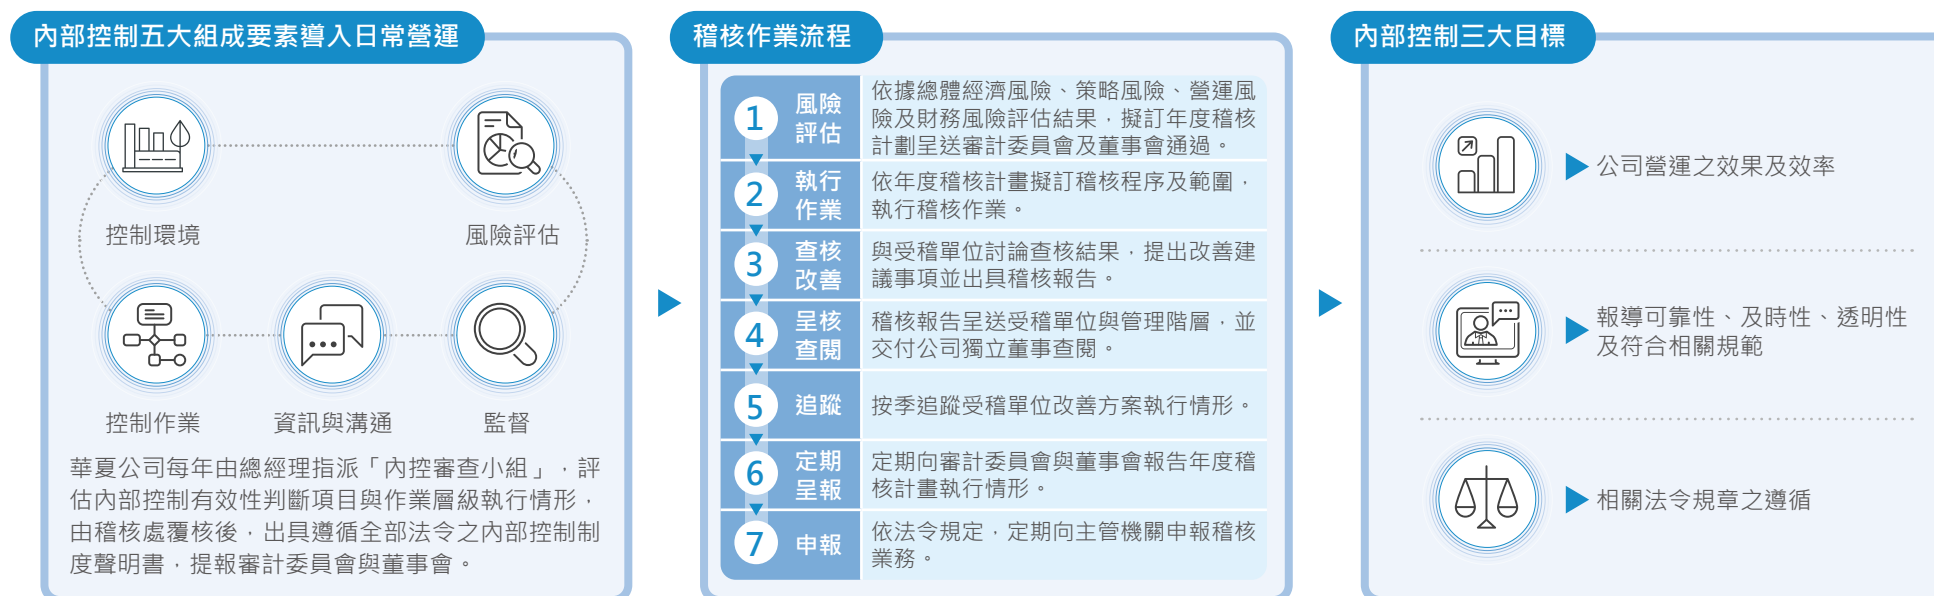 內部控制五大組成要素導入日常營運
控制環境
風險評估
控制作業
資訊與溝通
監督
華夏公司每年由總經理指派「內控審查小組」，評
估內部控制有效性判斷項目與作業層級執行情形，
由稽核處覆核後，出具遵循全部法令之內部控制制
度聲明書，提報審計委員會與董事會。
稽核作業流程
1
風險
評估
依據總體經濟風險、策略風險、營運風
險及財務風險評估結果，擬訂年度稽核
計劃呈送審計委員會及董事會通過。
2
執行
作業
依年度稽核計畫擬訂稽核程序及範圍，
執行稽核作業。
3
查核
改善
與受稽單位討論查核結果，提出改善建
議事項並出具稽核報告。
4
呈核
查閱
稽核報告呈送受稽單位與管理階層，並
交付公司獨立董事查閱。
5
追蹤
按季追蹤受稽單位改善方案執行情形。
6
定期
呈報
定期向審計委員會與董事會報告年度稽
核計畫執行情形。
7
申報
依法令規定，定期向主管機關申報稽核
業務。
內部控制三大目標
公司營運之效果及效率
報導可靠性、及時性、透明性
及符合相關規範
相關法令規章之遵循